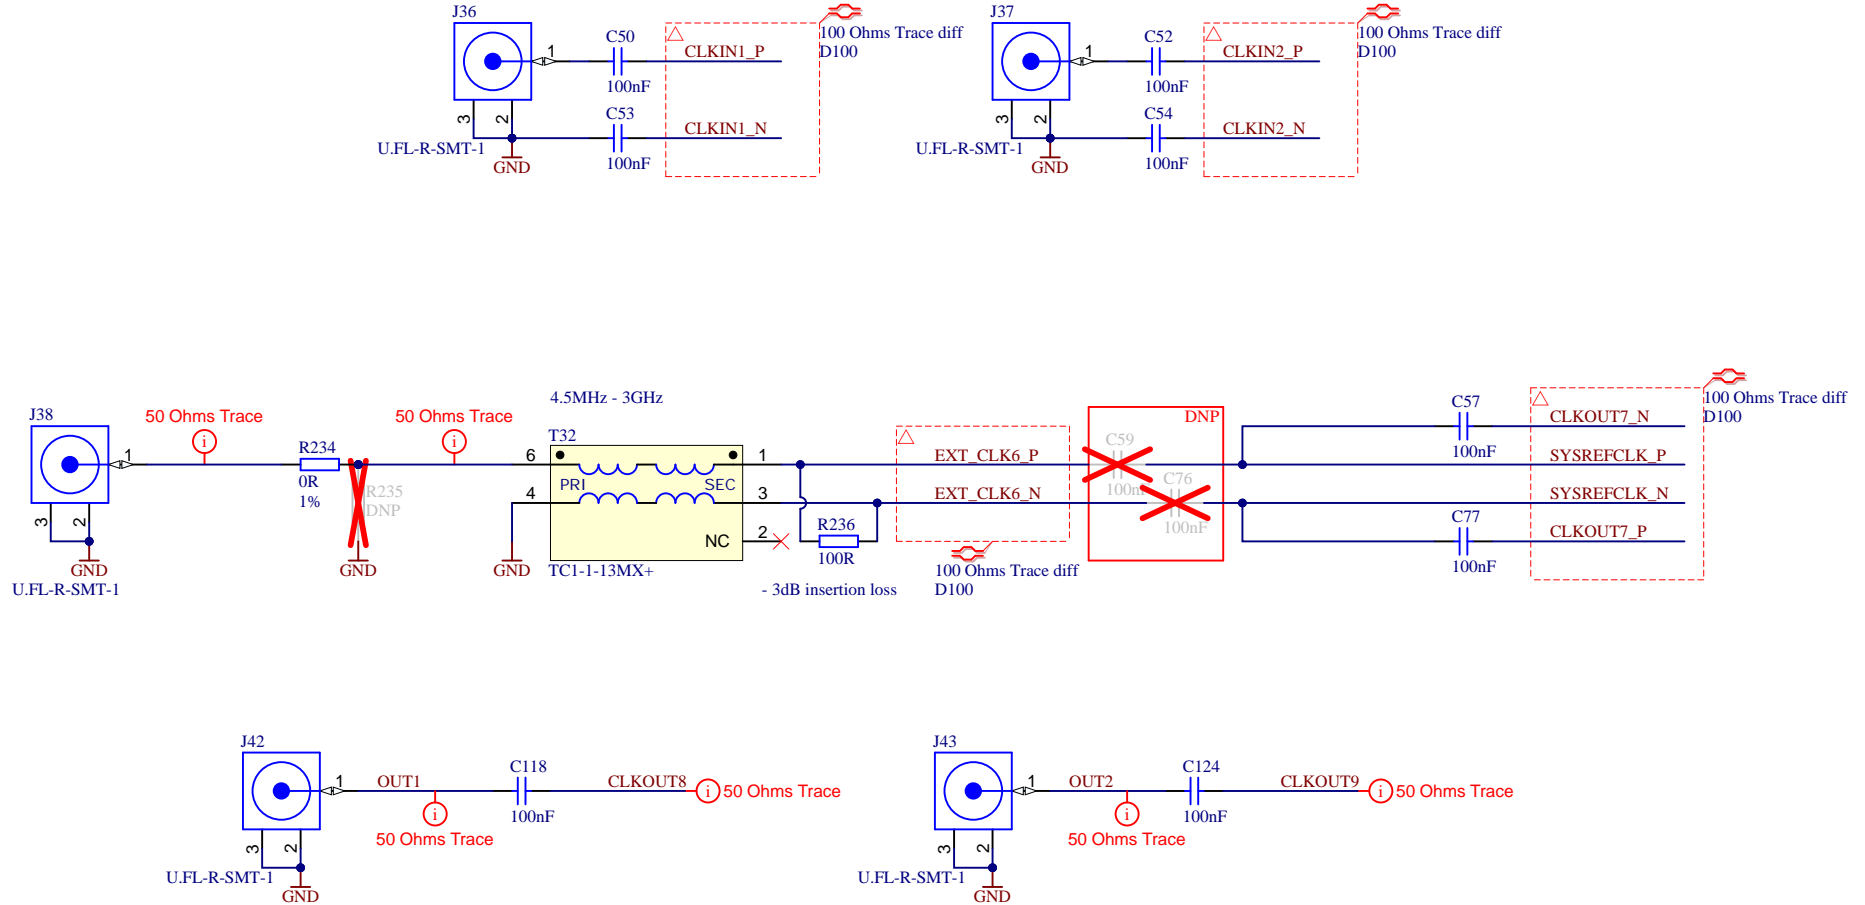 J36
C50
CLKIN1_P
100 Ohms Trace diff
D100
1
100nF
3
2
C53
CLKIN1_N
100nF
U.FL-R-SMT-1
GND
J37
C52
CLKIN2_P
100 Ohms Trace diff
D100
1
100nF
3
2
C54
CLKIN2_N
100nF
U.FL-R-SMT-1
GND
J38
50 Ohms Trace
i
1
R234
0R
1%
R235
DNP
GND
3
2
GND
U.FL-R-SMT-1
50 Ohms Trace
i
4.5MHz - 3GHz
T32
6
1
PRI
SEC
4
3
NC
2
GND
TC1-1-13MX+
R236
100R
- 3dB insertion loss
EXT_CLK6_P
EXT_CLK6_N
100 Ohms Trace diff
D100
DNP
C59
C76
100nF
C57
100nF
CLKOUT7_N
SYSREFCLK_P
SYSREFCLK_N
CLKOUT7_P
C77
100nF
100 Ohms Trace diff
D100
J42
1
OUT1
C118
100nF
CLKOUT8
i
50 Ohms Trace
i
50 Ohms Trace
3
2
U.FL-R-SMT-1
GND
J43
1
OUT2
C124
100nF
CLKOUT9
i
50 Ohms Trace
i
50 Ohms Trace
3
2
U.FL-R-SMT-1
GND